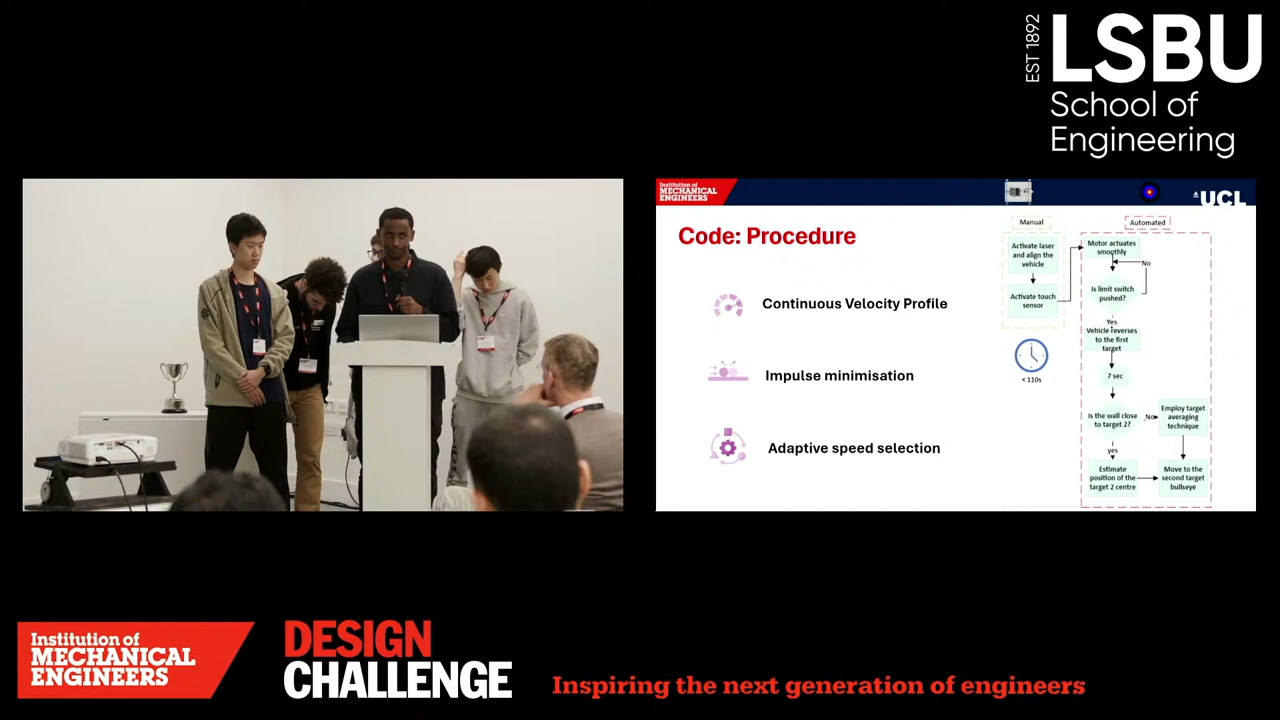 EST 1892
LSBU
School of
Engineering
Institution of
MECHANICAL
ENGINEERS
UCL
Code: Procedure
Continuous Velocity Profile
Impulse minimisation
Adaptive speed selection
Manual
Activate laser
and align the
vehicle
Activate touch
sensor
< 110s
Automated
Motor actuates
smoothly
No
Is limit switch
pushed?
Yes
Vehicle reverses
to the first
target
7 sec
Is the wall close
to target 2?
No
Employ target
averaging
technique
yes
Estimate
position of the
target 2 centre
Move to the
second target
bullseye
Institution of
MECHANICAL
ENGINEERS
DESIGN
CHALLENGE
Inspiring the next generation of engineers